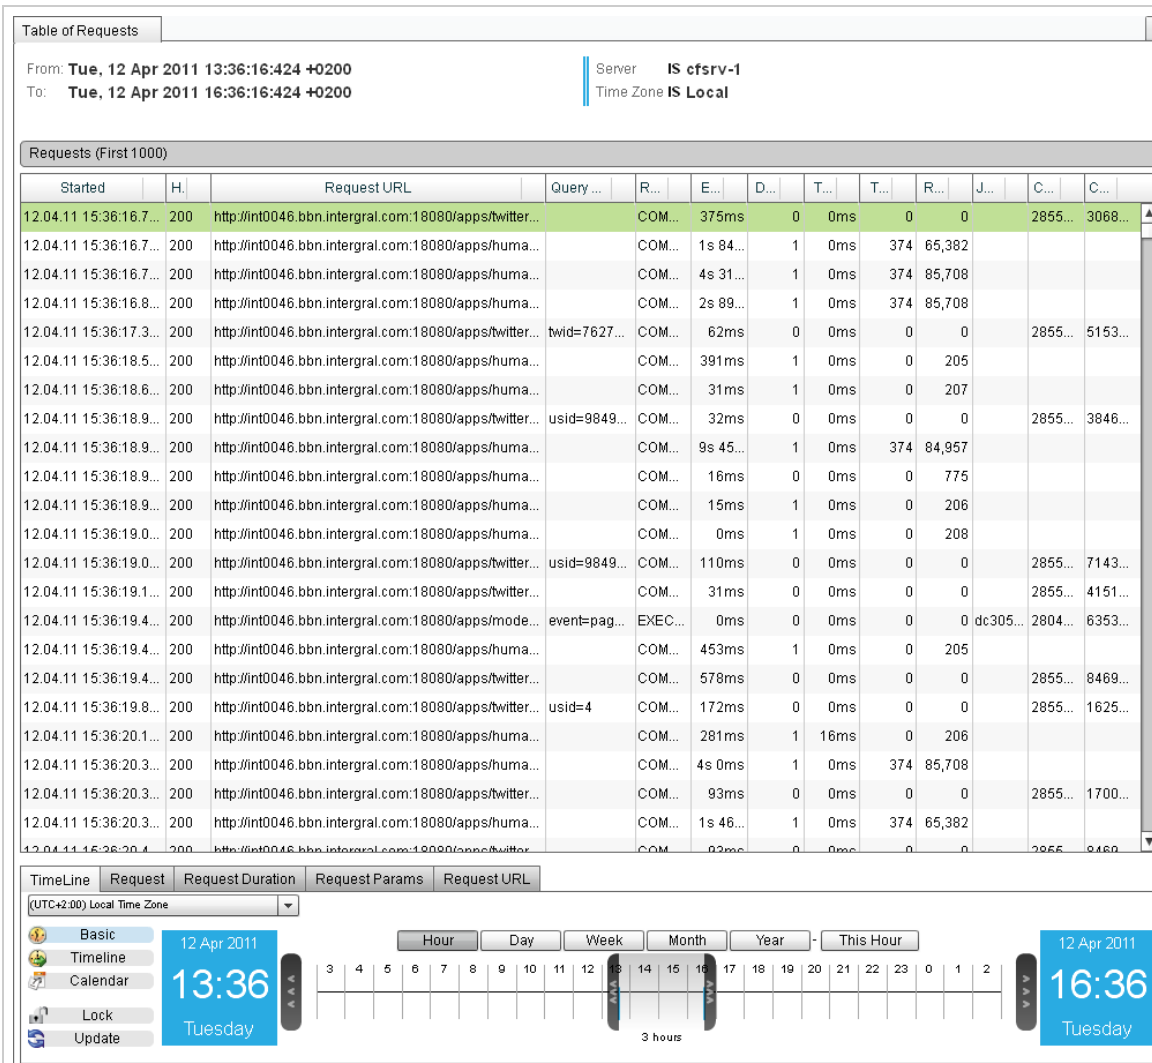 Table of Requests
From: Tue, 12 Apr 2011 13:36:16:424 +0200 Server IS cfsrv-1
To: Tue, 12 Apr 2011 16:36:16:424 +0200 Time Zone IS Local
Requests (First 1000)
Started H. Request URL Query ... R... E... D... T... T... R... J... C... C...
12.04.11 15:36:16.7... 200 http://int0046.bbn.intergral.com:18080/apps/twitter... COM... 375ms 0 0ms 0 0 2855... 3068...
12.04.11 15:36:16.7... 200 http://int0046.bbn.intergral.com:18080/apps/huma... COM... 1s 84... 1 0ms 374 65,382
12.04.11 15:36:16.7... 200 http://int0046.bbn.intergral.com:18080/apps/huma... COM... 4s 31... 1 0ms 374 85,708
12.04.11 15:36:16.8... 200 http://int0046.bbn.intergral.com:18080/apps/huma... COM... 2s 89... 1 0ms 374 85,708
12.04.11 15:36:17.3... 200 http://int0046.bbn.intergral.com:18080/apps/twitter... twid=7627... COM... 62ms 0 0ms 0 0 2855... 5153...
12.04.11 15:36:18.5... 200 http://int0046.bbn.intergral.com:18080/apps/huma... COM... 391ms 1 0ms 0 205
12.04.11 15:36:18.6... 200 http://int0046.bbn.intergral.com:18080/apps/huma... COM... 31ms 1 0ms 0 207
12.04.11 15:36:18.9... 200 http://int0046.bbn.intergral.com:18080/apps/twitter... usid=9849... COM... 32ms 0 0ms 0 0 2855... 3846...
12.04.11 15:36:18.9... 200 http://int0046.bbn.intergral.com:18080/apps/huma... COM... 9s 45... 1 0ms 374 84,957
12.04.11 15:36:18.9... 200 http://int0046.bbn.intergral.com:18080/apps/huma... COM... 16ms 0 0ms 0 775
12.04.11 15:36:18.9... 200 http://int0046.bbn.intergral.com:18080/apps/huma... COM... 15ms 1 0ms 0 206
12.04.11 15:36:19.0... 200 http://int0046.bbn.intergral.com:18080/apps/huma... COM... 0ms 1 0ms 0 208
12.04.11 15:36:19.0... 200 http://int0046.bbn.intergral.com:18080/apps/twitter... usid=9849... COM... 110ms 0 0ms 0 0 2855... 7143...
12.04.11 15:36:19.1... 200 http://int0046.bbn.intergral.com:18080/apps/twitter... COM... 31ms 0 0ms 0 0 2855... 4151...
12.04.11 15:36:19.4... 200 http://int0046.bbn.intergral.com:18080/apps/mode... event=pag... EXEC... 0ms 0 0ms 0 0 dc305... 2804... 6353...
12.04.11 15:36:19.4... 200 http://int0046.bbn.intergral.com:18080/apps/huma... COM... 453ms 1 0ms 0 205
12.04.11 15:36:19.4... 200 http://int0046.bbn.intergral.com:18080/apps/twitter... COM... 578ms 0 0ms 0 0 2855... 8469...
12.04.11 15:36:19.8... 200 http://int0046.bbn.intergral.com:18080/apps/twitter... usid=4 COM... 172ms 0 0ms 0 0 2855... 1625...
12.04.11 15:36:20.1... 200 http://int0046.bbn.intergral.com:18080/apps/huma... COM... 281ms 1 16ms 0 206
12.04.11 15:36:20.3... 200 http://int0046.bbn.intergral.com:18080/apps/huma... COM... 4s 0ms 1 0ms 374 85,708
12.04.11 15:36:20.3... 200 http://int0046.bbn.intergral.com:18080/apps/twitter... COM... 93ms 0 0ms 0 0 2855... 1700...
12.04.11 15:36:20.3... 200 http://int0046.bbn.intergral.com:18080/apps/huma... COM... 1s 46... 1 0ms 374 65,382
TimeLine Request Request Duration Request Params Request URL
(UTC+2:00) Local Time Zone
Basic 12 Apr 2011 Hour Day Week Month Year - This Hour 12 Apr 2011
Timeline
3 4 5 6 7 8 9 10 11 12 13 14 15 16 17 18 19 20 21 22 23 0 1 2
Calendar 13:36 16:36
Lock
Tuesday Tuesday
Update 3 hours